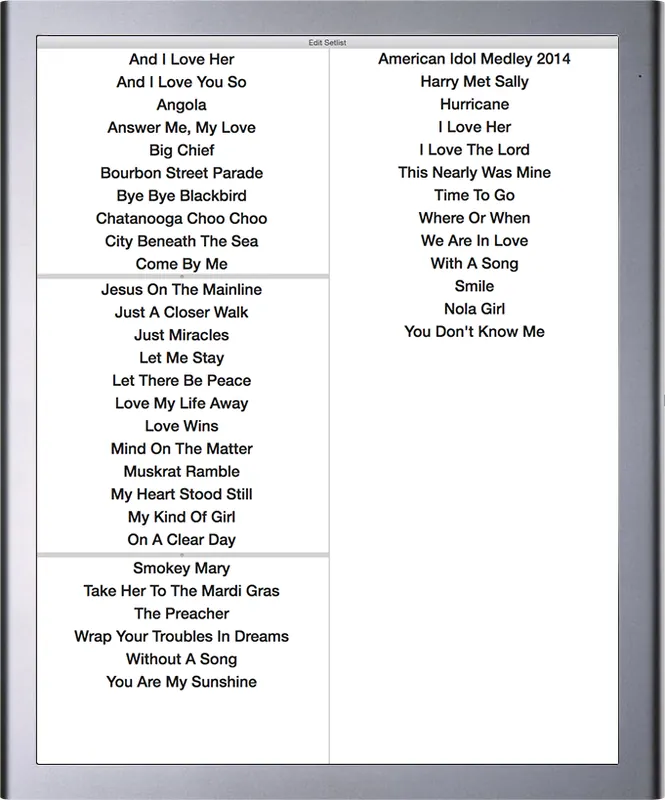 Edit Setlist
And I Love Her
And I Love You So
Angola
Answer Me, My Love
Big Chief
Bourbon Street Parade
Bye Bye Blackbird
Chatanooga Choo Choo
City Beneath The Sea
Come By Me
Jesus On The Mainline
Just A Closer Walk
Just Miracles
Let Me Stay
Let There Be Peace
Love My Life Away
Love Wins
Mind On The Matter
Muskrat Ramble
My Heart Stood Still
My Kind Of Girl
On A Clear Day
Smokey Mary
Take Her To The Mardi Gras
The Preacher
Wrap Your Troubles In Dreams
Without A Song
You Are My Sunshine
American Idol Medley 2014
Harry Met Sally
Hurricane
I Love Her
I Love The Lord
This Nearly Was Mine
Time To Go
Where Or When
We Are In Love
With A Song
Smile
Nola Girl
You Don't Know Me